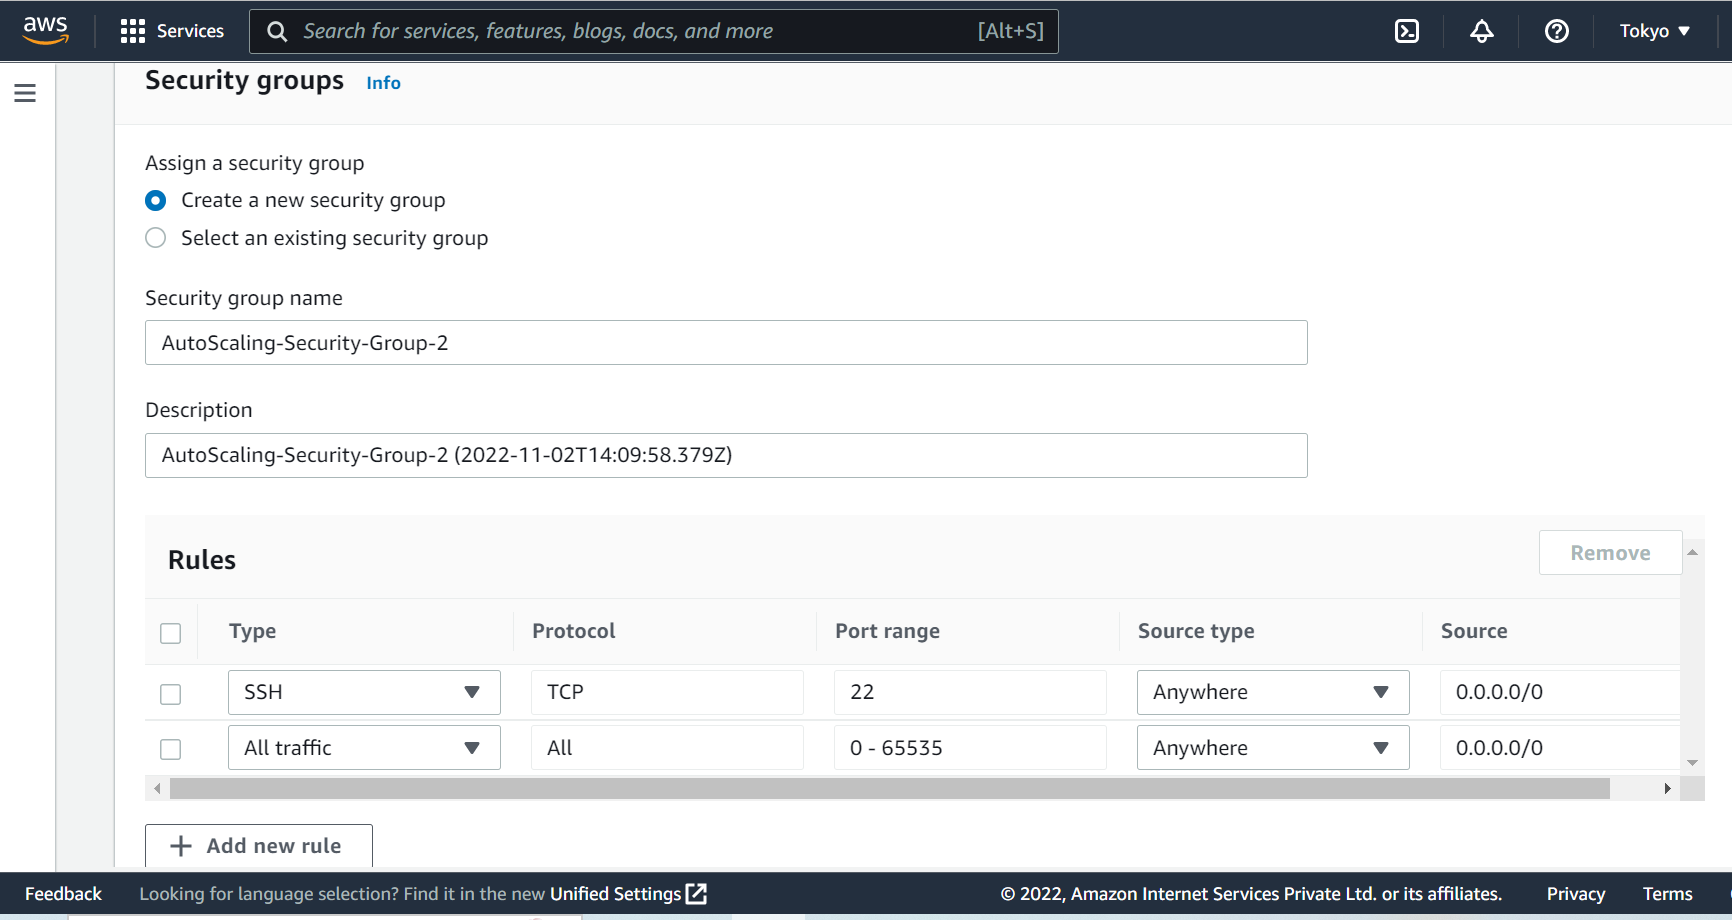 aws Services Search for services, features, blogs, docs, and more [Alt+S] Tokyo
Security groups Info
Assign a security group
Create a new security group
Select an existing security group
Security group name
AutoScaling-Security-Group-2
Description
AutoScaling-Security-Group-2 (2022-11-02T14:09:58.379Z)
Rules Remove
Type Protocol Port range Source type Source
SSH TCP 22 Anywhere 0.0.0.0/0
All traffic All 0 - 65535 Anywhere 0.0.0.0/0
Add new rule
Feedback Looking for language selection? Find it in the new Unified Settings © 2022, Amazon Internet Services Private Ltd. or its affiliates. Privacy Terms